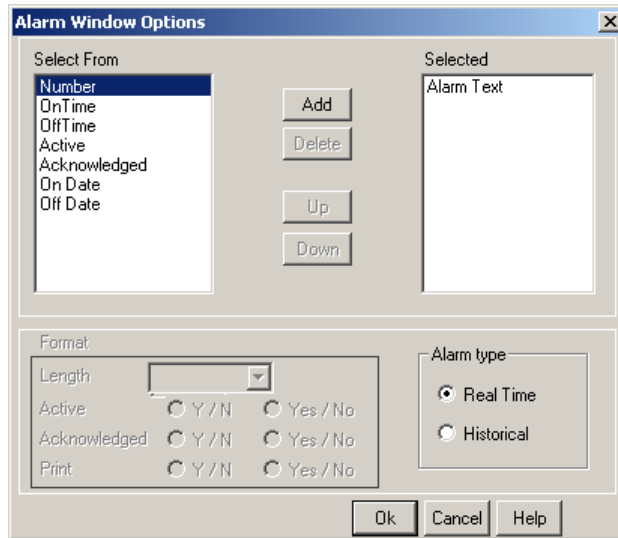 Alarm Window Options
Select From
Selected
Number
OnTime
OffTime
Active
Acknowledged
On Date
Off Date
Add
Delete
Up
Down
Alarm Text
Format
Length
Active Y / N Yes / No
Acknowledged Y / N Yes / No
Print Y / N Yes / No
Alarm type
Real Time
Historical
Ok Cancel Help